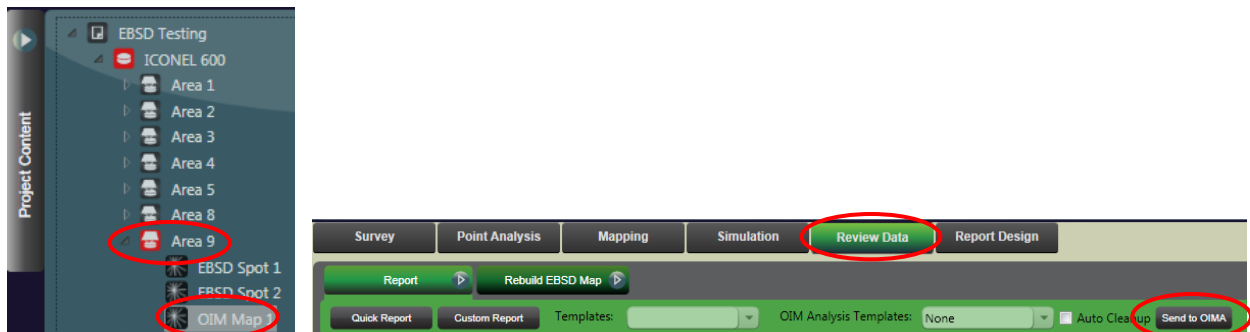 Project Content
EBSD Testing
ICONEL 600
Area 1
Area 2
Area 3
Area 4
Area 5
Area 8
Area 9
EBSD Spot 1
EBSD Spot 2
OIM Map 1
Survey Point Analysis Mapping Simulation Review Data Report Design
Report Rebuild EBSD Map
Quick Report Custom Report Templates: OIM Analysis Templates: None Auto Cleanup Send to OIMA